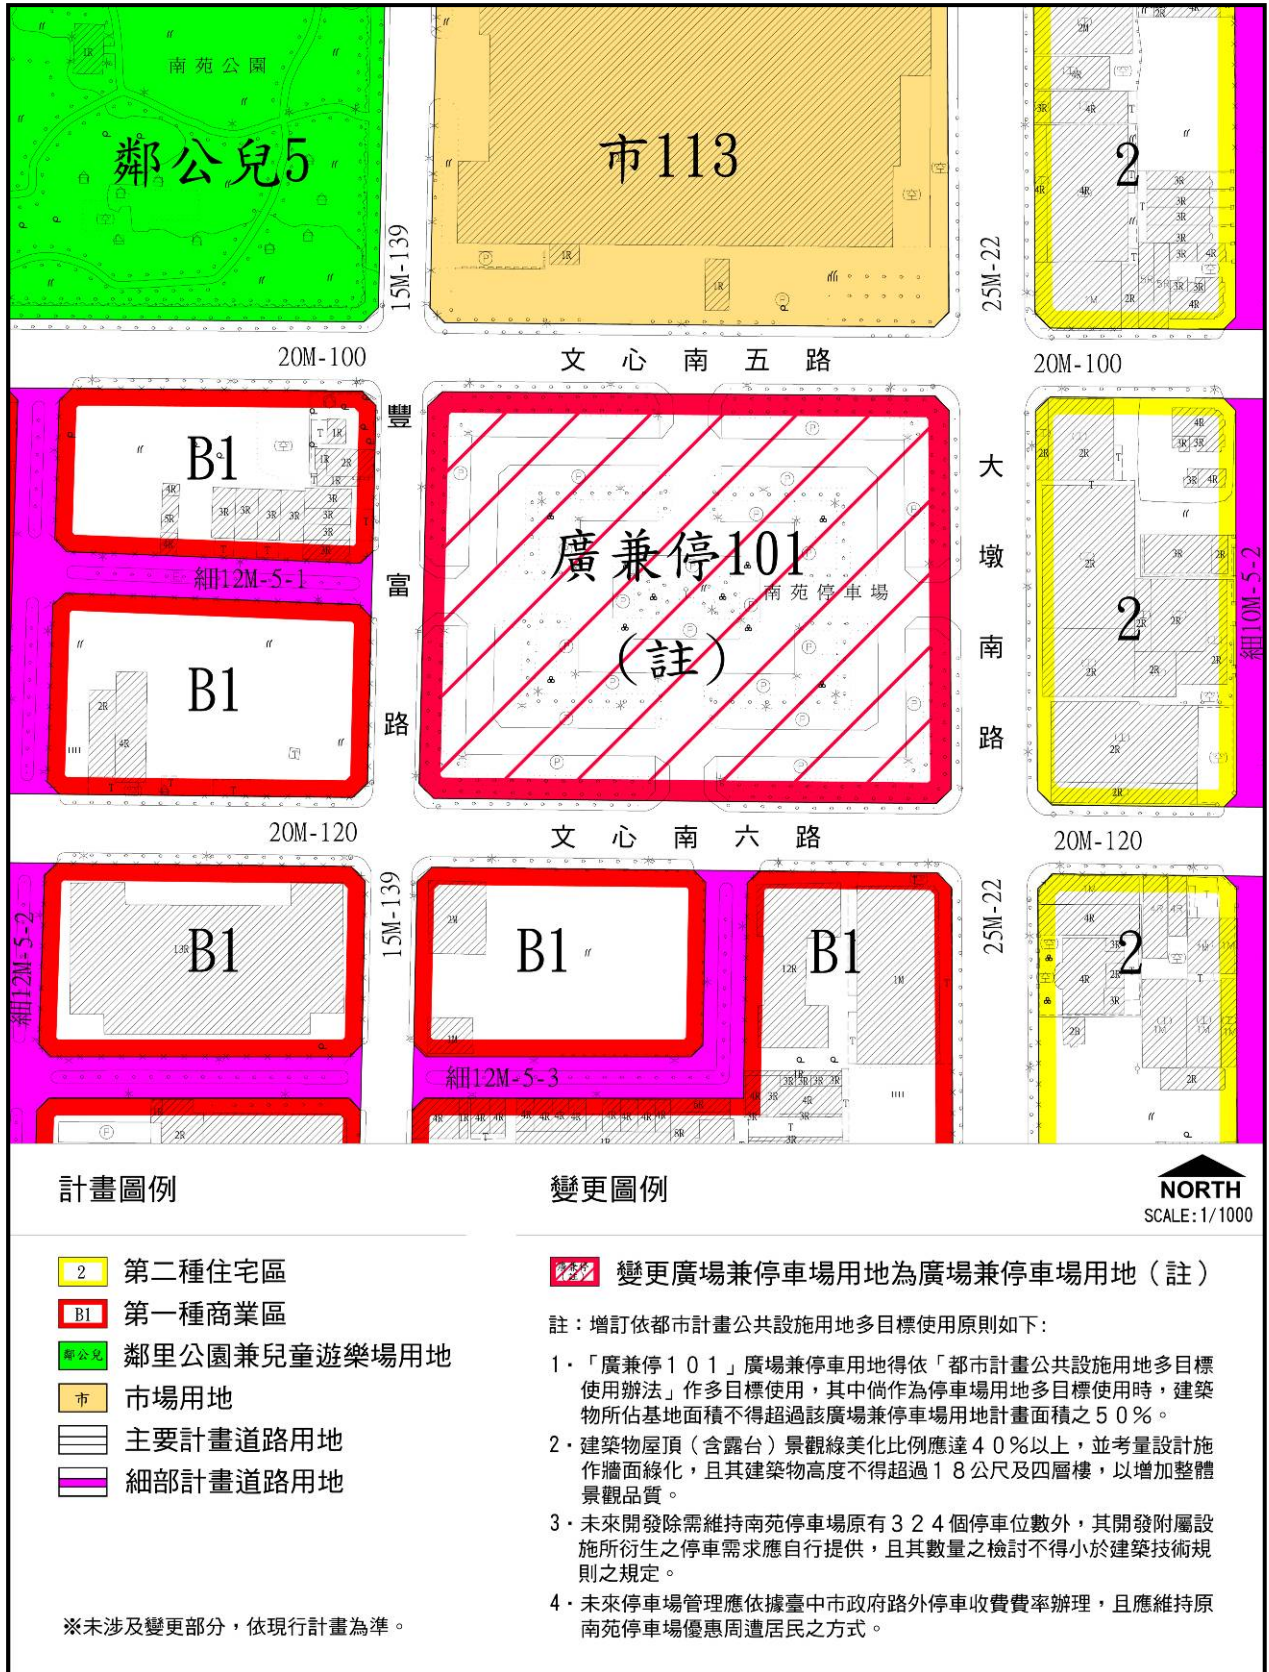 南苑公園
鄰公兒5
市113
2
15M-139
25M-22
20M-100
文心南五路
20M-100
豐富路
大墩南路
B1
細12M-5-1
B1
廣兼停101
南苑停車場
(註)
2
細10M-5-2
20M-120
文心南六路
20M-120
細12M-5-2
B1
15M-139
B1
B1
25M-22
2
細12M-5-3
計畫圖例
2 第二種住宅區
B1 第一種商業區
鄰公兒 鄰里公園兼兒童遊樂場用地
市 市場用地
主要計畫道路用地
細部計畫道路用地
※未涉及變更部分，依現行計畫為準。
變更圖例
NORTH
SCALE:1/1000
變更廣場兼停車場用地為廣場兼停車場用地（註）
註：增訂依都市計畫公共設施用地多目標使用原則如下:
1．「廣兼停１０１」廣場兼停車用地得依「都市計畫公共設施用地多目標
使用辦法」作多目標使用，其中倘作為停車場用地多目標使用時，建築
物所佔基地面積不得超過該廣場兼停車場用地計畫面積之５０％。
2．建築物屋頂（含露台）景觀綠美化比例應達４０％以上，並考量設計施
作牆面綠化，且其建築物高度不得超過１８公尺及四層樓，以增加整體
景觀品質。
3．未來開發除需維持南苑停車場原有３２４個停車位數外，其開發附屬設
施所衍生之停車需求應自行提供，且其數量之檢討不得小於建築技術規
則之規定。
4．未來停車場管理應依據臺中市政府路外停車收費費率辦理，且應維持原
南苑停車場優惠周遭居民之方式。